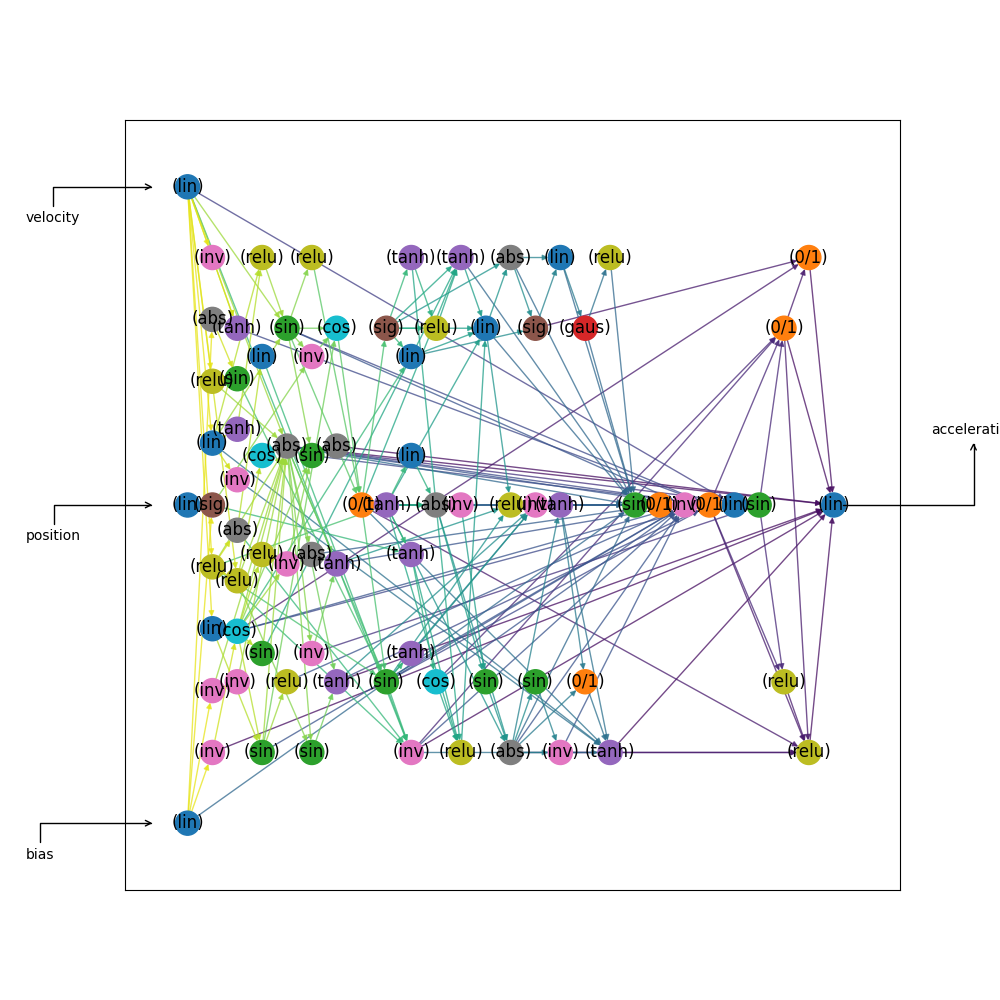 (lin)
velocity
(inv) (relu) (relu) (tanh) (tanh) (abs) (lin) (relu) (0/1)
(abs) (tanh) (sin) (cos) (sig) (relu) (lin) (sig) (gaus) (0/1)
(lin) (inv) (lin)
(relu) (sin)
(tanh) accelerati
(lin) (cos) (abs) (sin) (abs) (lin)
(inv)
(lin) (sig) (0/1) (tanh) (abs) (inv) (relu) (inv) (tanh) (sin) (0/1) (inv) (0/1) (lin) (sin) (lin)
position
(abs)
(relu) (relu) (relu) (inv) (abs) (tanh) (tanh)
(lin) (cos)
(sin) (inv) (tanh)
(inv) (inv) (relu) (tanh) (sin) (cos) (sin) (sin) (0/1) (relu)
(inv) (sin) (sin) (inv) (relu) (abs) (inv) (tanh) (relu)
(lin)
bias